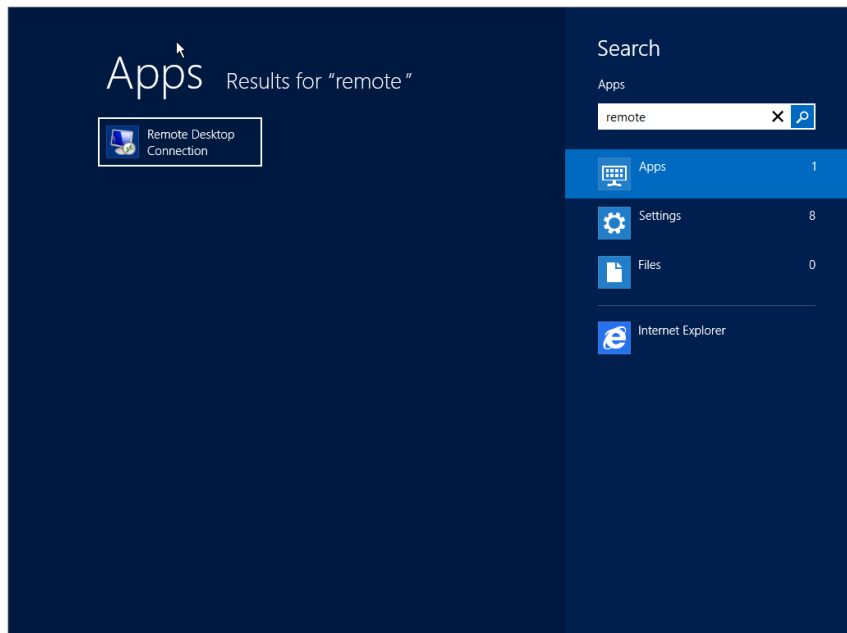 Apps Results for “remote”
Remote Desktop
Connection
Search
Apps
remote
Apps 1
Settings 8
Files 0
Internet Explorer